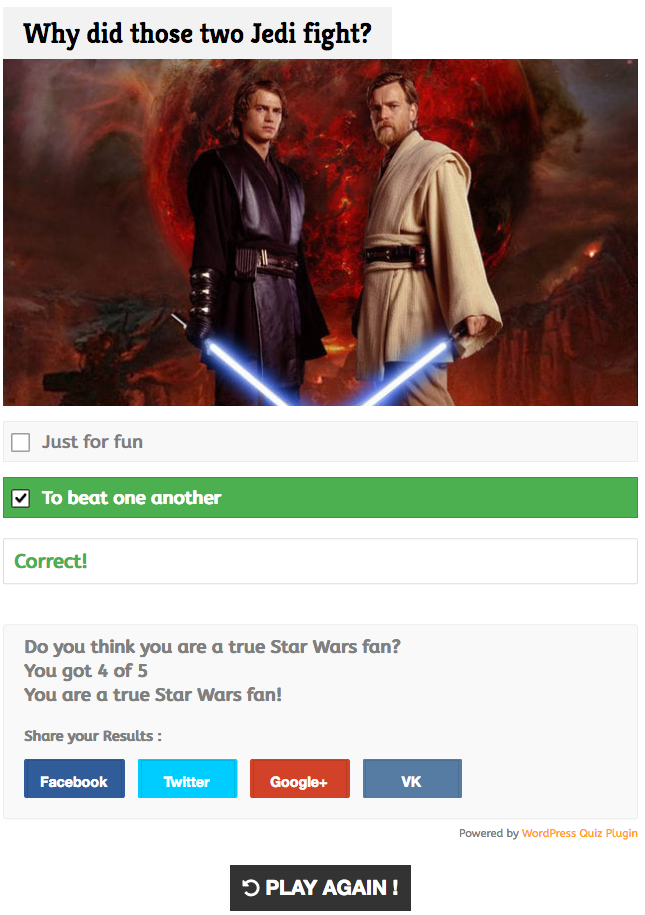 Why did those two Jedi fight?
Just for fun
To beat one another
Correct!
Do you think you are a true Star Wars fan?
You got 4 of 5
You are a true Star Wars fan!
Share your Results :
Facebook Twitter Google+ VK
Powered by WordPress Quiz Plugin
PLAY AGAIN !